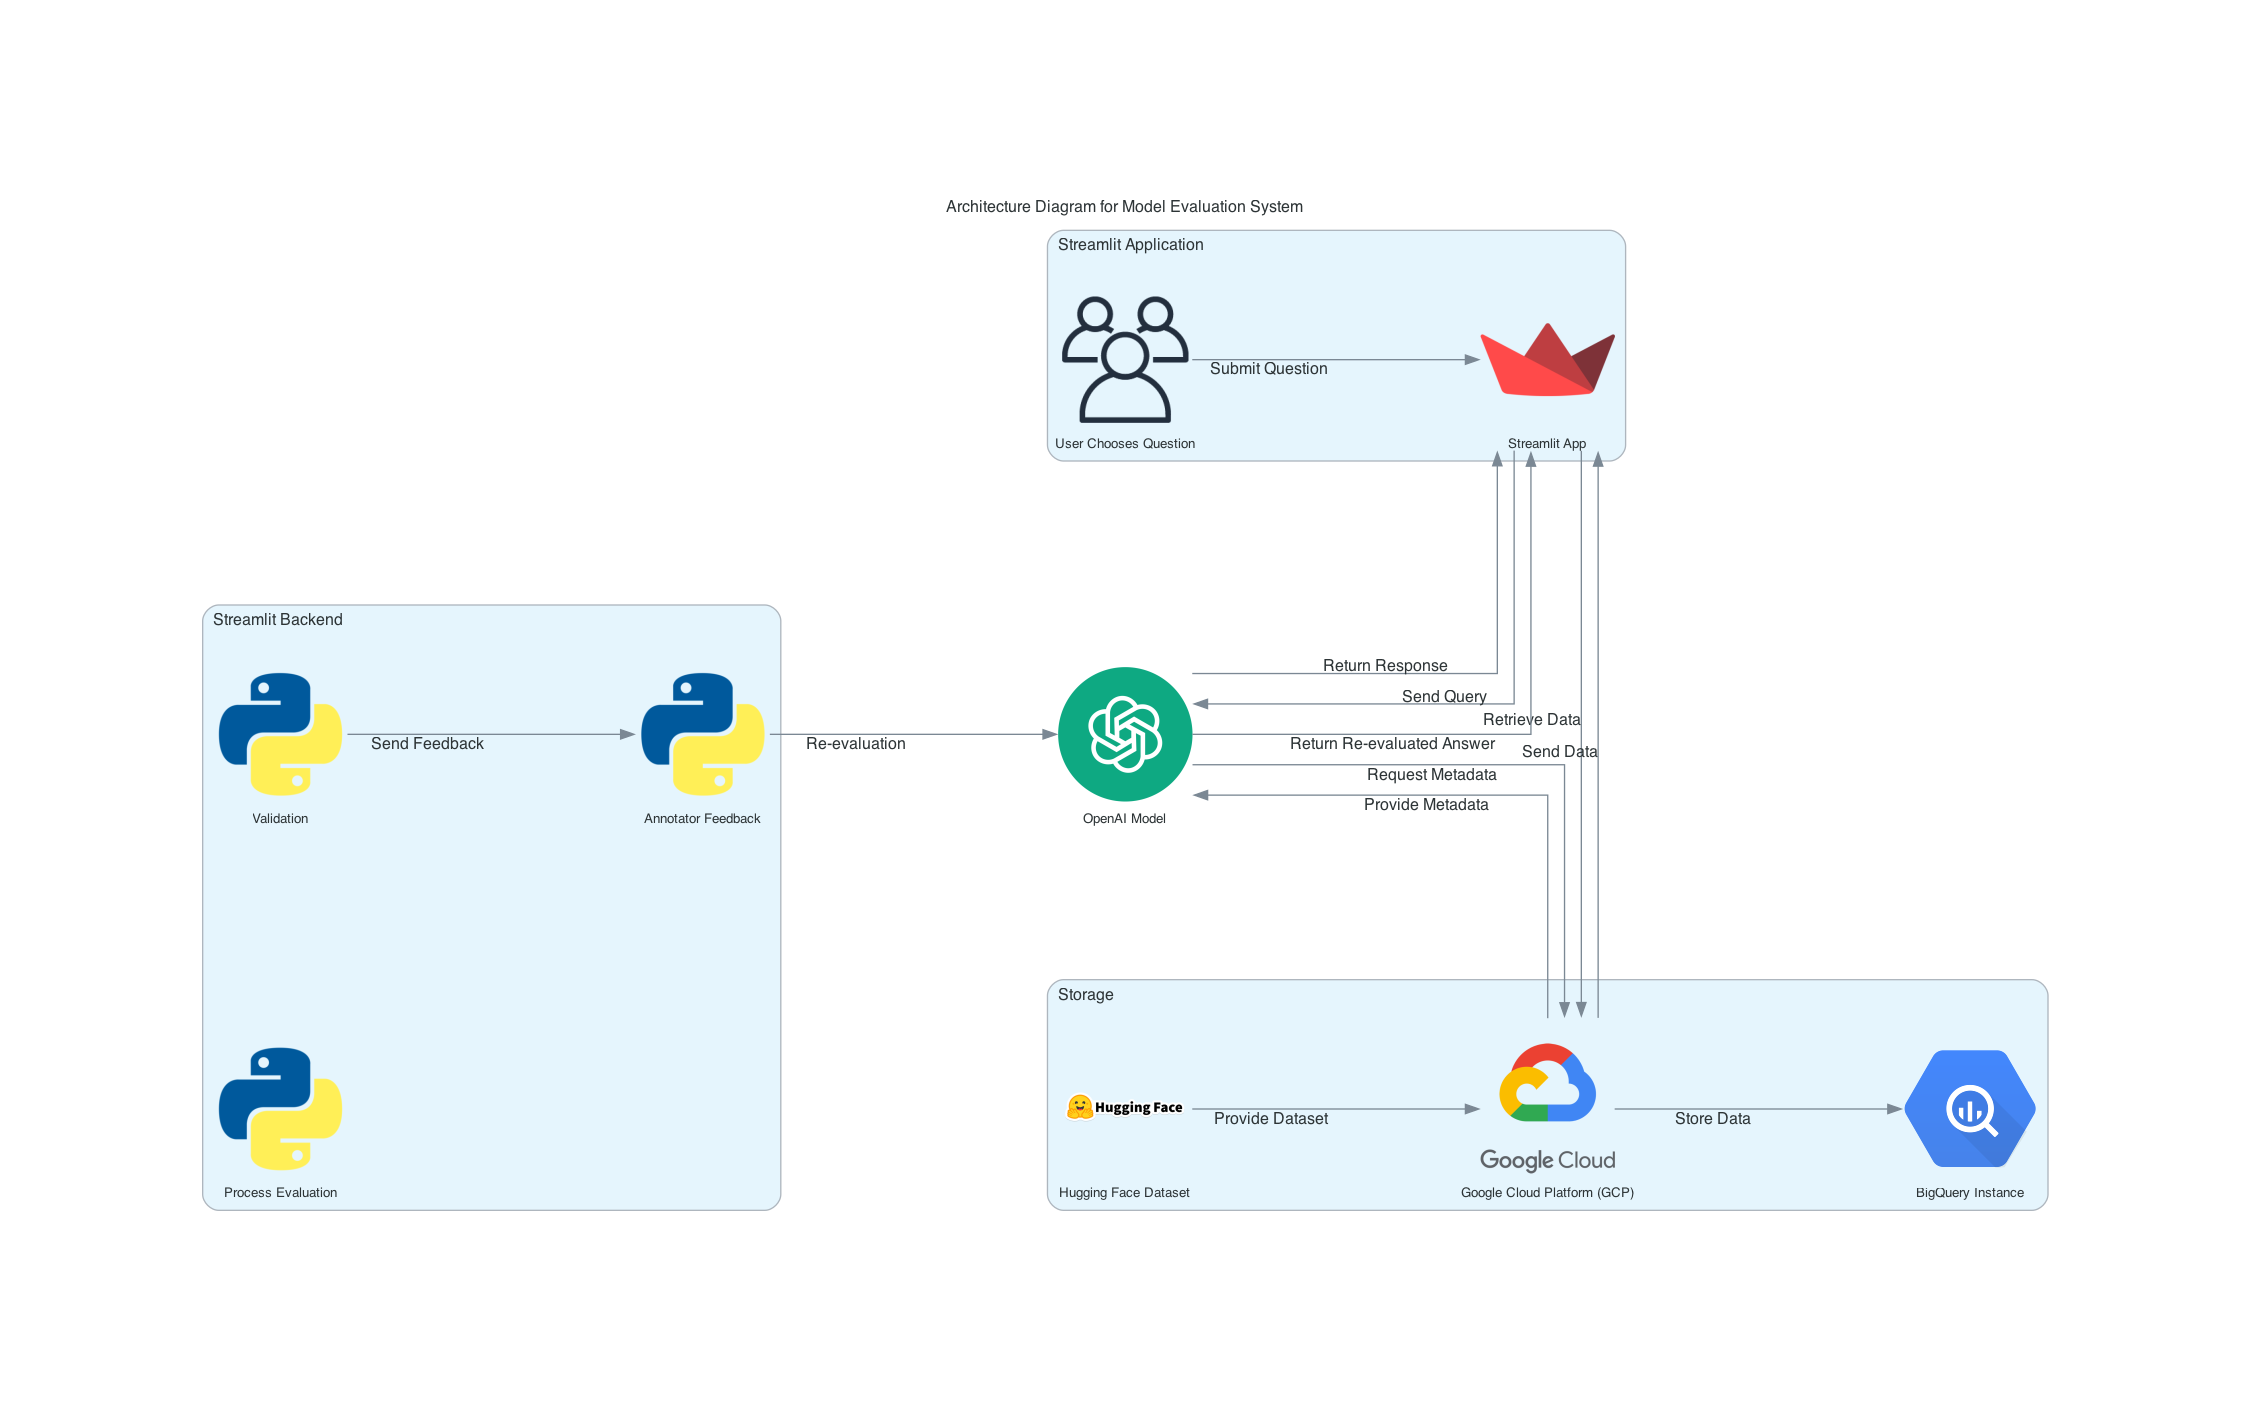 Architecture Diagram for Model Evaluation System
Streamlit Application
Submit Question
User Chooses Question
Streamlit App
Streamlit Backend
Send Feedback
Validation
Annotator Feedback
Re-evaluation
Process Evaluation
OpenAI Model
Return Response
Send Query
Retrieve Data
Return Re-evaluated Answer
Send Data
Request Metadata
Provide Metadata
Storage
Hugging Face
Provide Dataset
Hugging Face Dataset
Google Cloud
Google Cloud Platform (GCP)
Store Data
BigQuery Instance